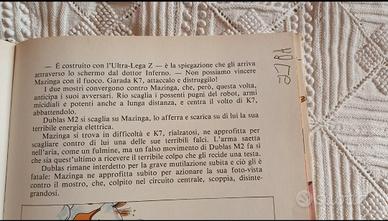 — È costruito con l'Ultra-Lega Z — è la spiegazione che gli arriva
attraverso lo schermo dal dottor Inferno. — Non possiamo vincere
Mazinga con il fuoco. Garada K7, attaccalo e distruggilo!
I due mostri convergono contro Mazinga, che, però, questa volta,
anticipa i suoi avversari. Rio scaglia i possenti pugni del robot, armi
micidiali e potenti anche a lunga distanza, e centra il volto di K7,
abbattendolo.
Dublas M2 si scaglia su Mazinga, lo afferra e scarica su di lui la sua
terribile energia elettrica.
Mazinga si trova in difficoltà e K7, rialzatosi, ne approfitta per
scagliare contro di lui una delle sue terribili falci. L'arma saetta
nell'aria, come un fulmine, ma un falso movimento di Dublas M2 fa sì
che sia quest'ultimo a ricevere il terribile colpo che gli recide una testa.
Dublas rimane interdetto per la grave mutilazione subita e ciò gli è
fatale: Mazinga ne approfitta subito per azionare la sua foto-vista
contro il mostro, che, colpito nel circuito centrale, scoppia, disinte-
grandosi.
subito